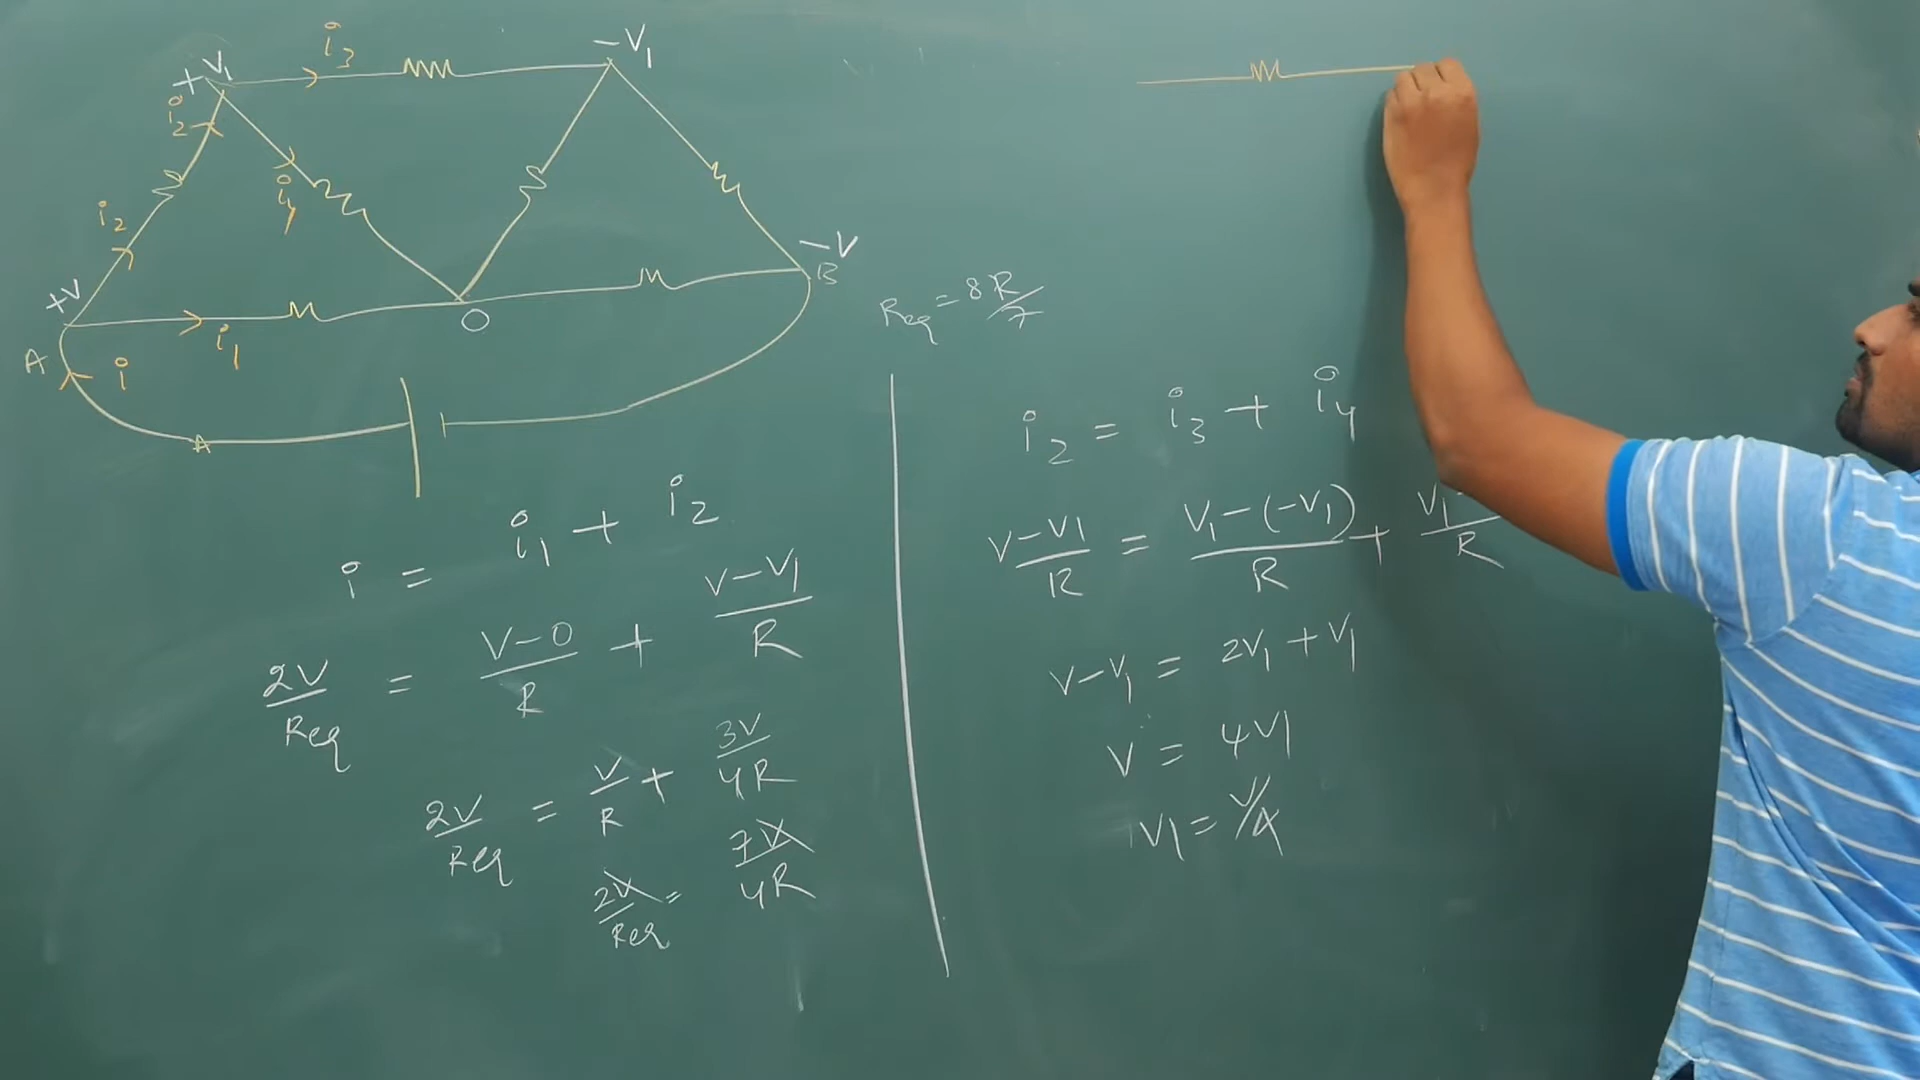 i3
+V1
-V1
i2
i4
i2
+V
-V
B
O
A
i1
i
Req = 8R/7
i = i1 + i2
2V/Req = V-0/R + V-V1/R
2V/Req = V/R + 3V/4R
2V/Req = 7V/4R
i2 = i3 + i4
V-V1/R = V1-(-V1)/R + V1-/R
V-V1 = 2V1 + V1
V = 4V1
V1 = V/4